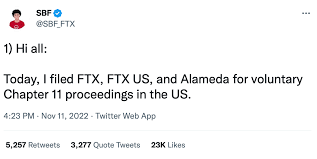 SBF
@SBF_FTX
1) Hi all:
Today, I filed FTX, FTX US, and Alameda for voluntary
Chapter 11 proceedings in the US.
4:23 PM · Nov 11, 2022 · Twitter Web App
5,257 Retweets 3,277 Quote Tweets 23K Likes